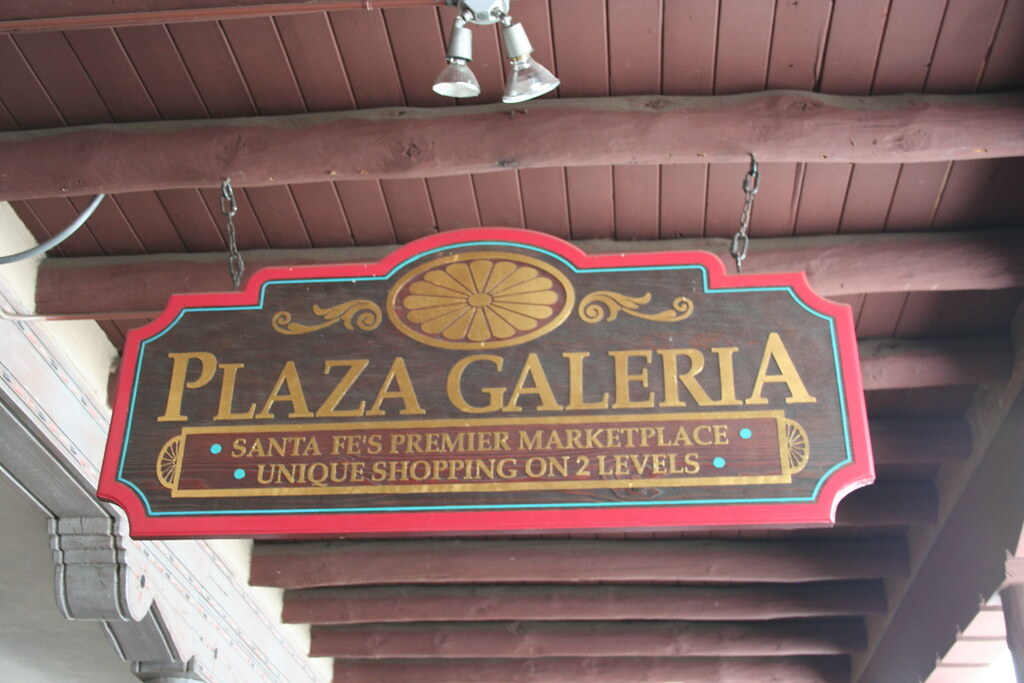 PLAZA GALERIA
• SANTA FE'S PREMIER MARKETPLACE •
• UNIQUE SHOPPING ON 2 LEVELS •